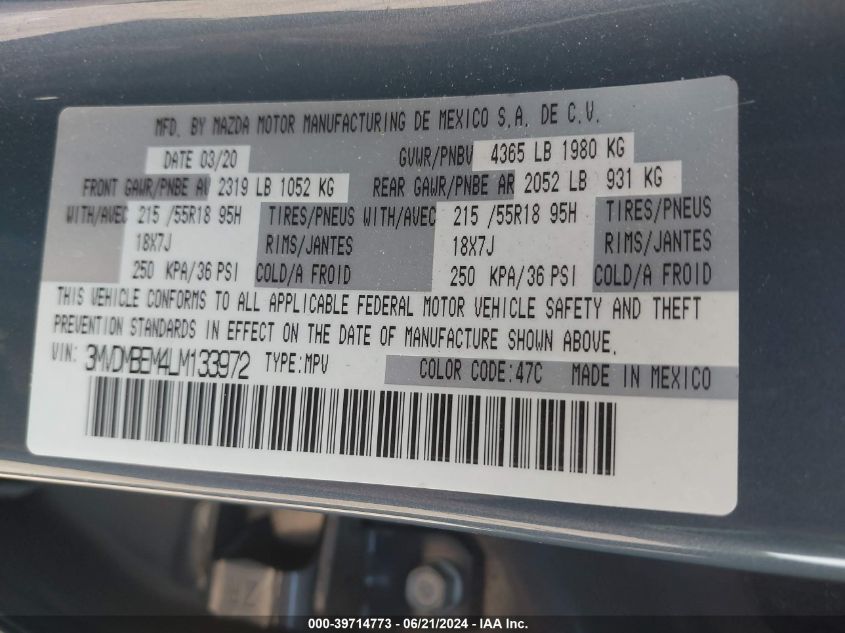 MFD. BY MAZDA MOTOR MANUFACTURING DE MEXICO S.A. DE C.V.
DATE 03/20 GVWR/PNBV 4365 LB 1980 KG
FRONT GAWR/PNBE AV 2319 LB 1052 KG REAR GAWR/PNBE AR 2052 LB 931 KG
WITH/AVEC 215 /55R18 95H TIRES/PNEUS WITH/AVEC 215 /55R18 95H TIRES/PNEUS
18X7J RIMS/JANTES 18X7J RIMS/JANTES
250 KPA/36 PSI COLD/A FROID 250 KPA/36 PSI COLD/A FROID
THIS VEHICLE CONFORMS TO ALL APPLICABLE FEDERAL MOTOR VEHICLE SAFETY AND THEFT
PREVENTION STANDARDS IN EFFECT ON THE DATE OF MANUFACTURE SHOWN ABOVE.
VIN: 3MVDMBEM4LM133972 TYPE:MPV COLOR CODE:47C MADE IN MEXICO
000-39714773 - 06/21/2024 - IAA Inc.